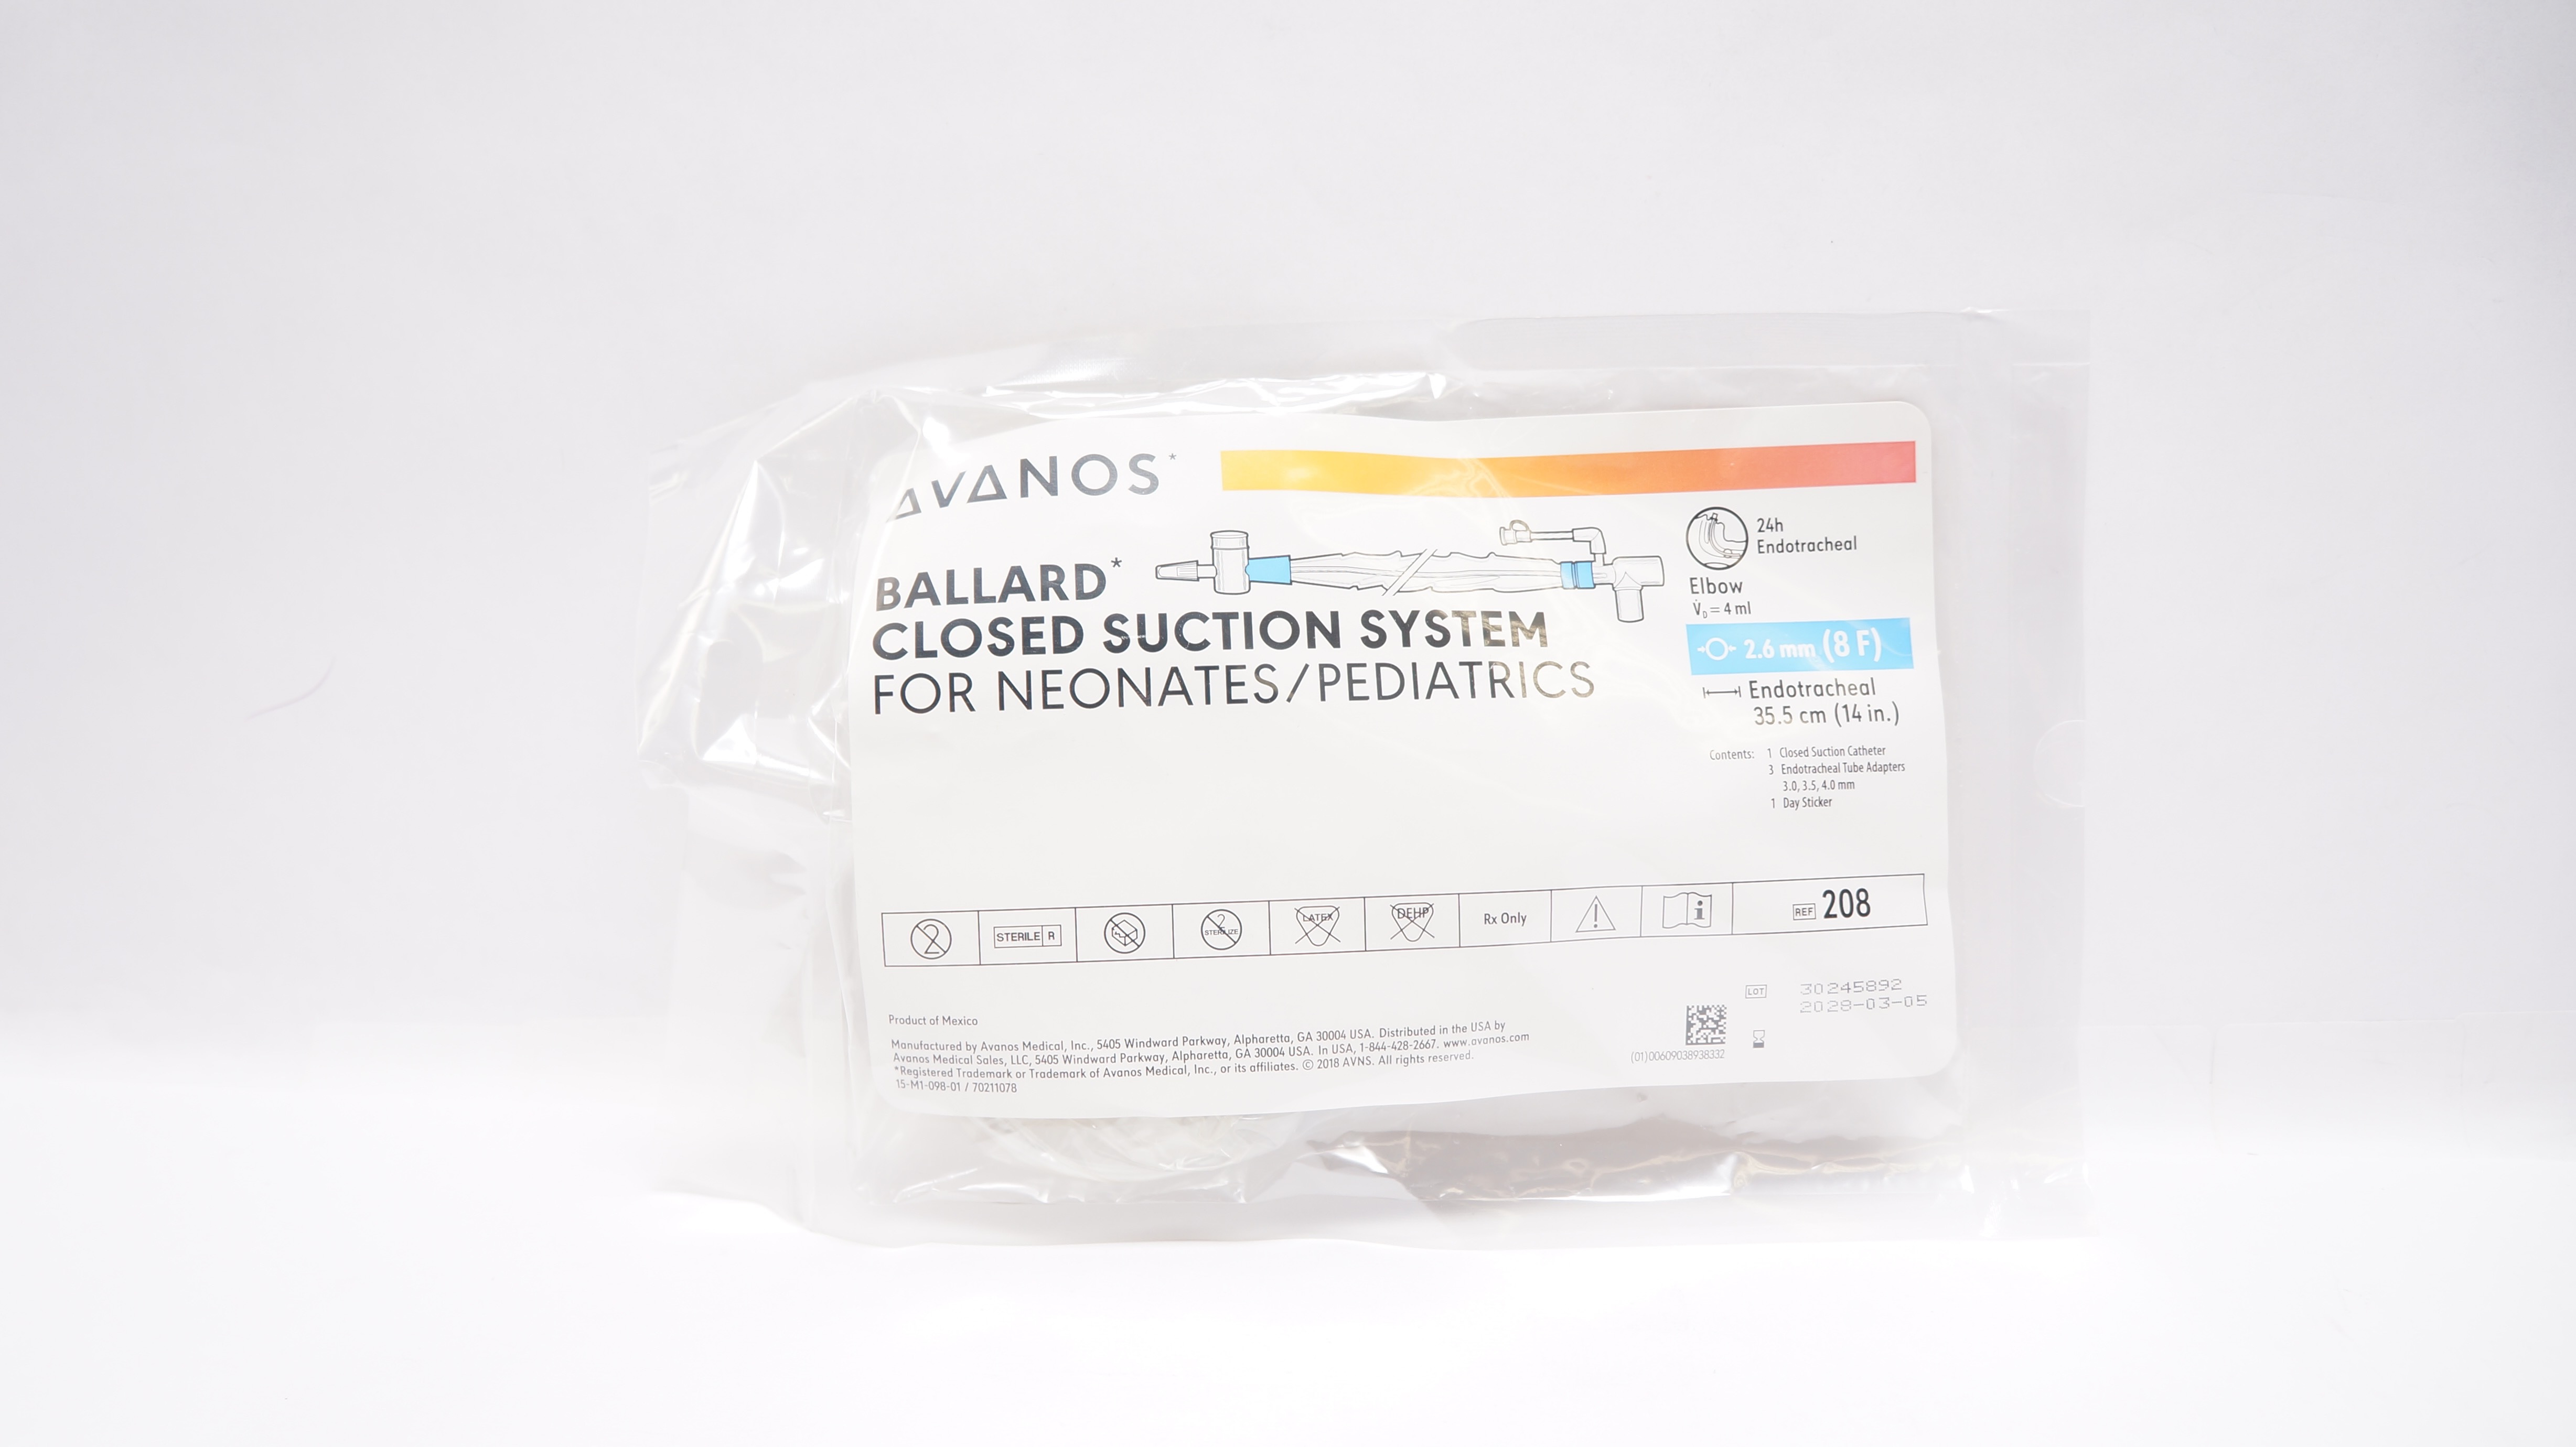 AVANOS*
24h
Endotracheal
Elbow
V̇D = 4 ml
BALLARD*
CLOSED SUCTION SYSTEM
FOR NEONATES/PEDIATRICS
2.6 mm (8 F)
Endotracheal
35.5 cm (14 in.)
Contents: 1 Closed Suction Catheter
3 Endotracheal Tube Adapters
3.0, 3.5, 4.0 mm
1 Day Sticker
2 STERILE R 2 STERILIZE LATEX DEHP Rx Only REF 208
LOT 30245892
2028-03-05
(01)00609038938332
Product of Mexico
Manufactured by Avanos Medical, Inc., 5405 Windward Parkway, Alpharetta, GA 30004 USA. Distributed in the USA by
Avanos Medical Sales, LLC, 5405 Windward Parkway, Alpharetta, GA 30004 USA. In USA, 1-844-428-2667. www.avanos.com
*Registered Trademark or Trademark of Avanos Medical, Inc., or its affiliates. © 2018 AVNS. All rights reserved.
15-M1-098-01 / 70211078